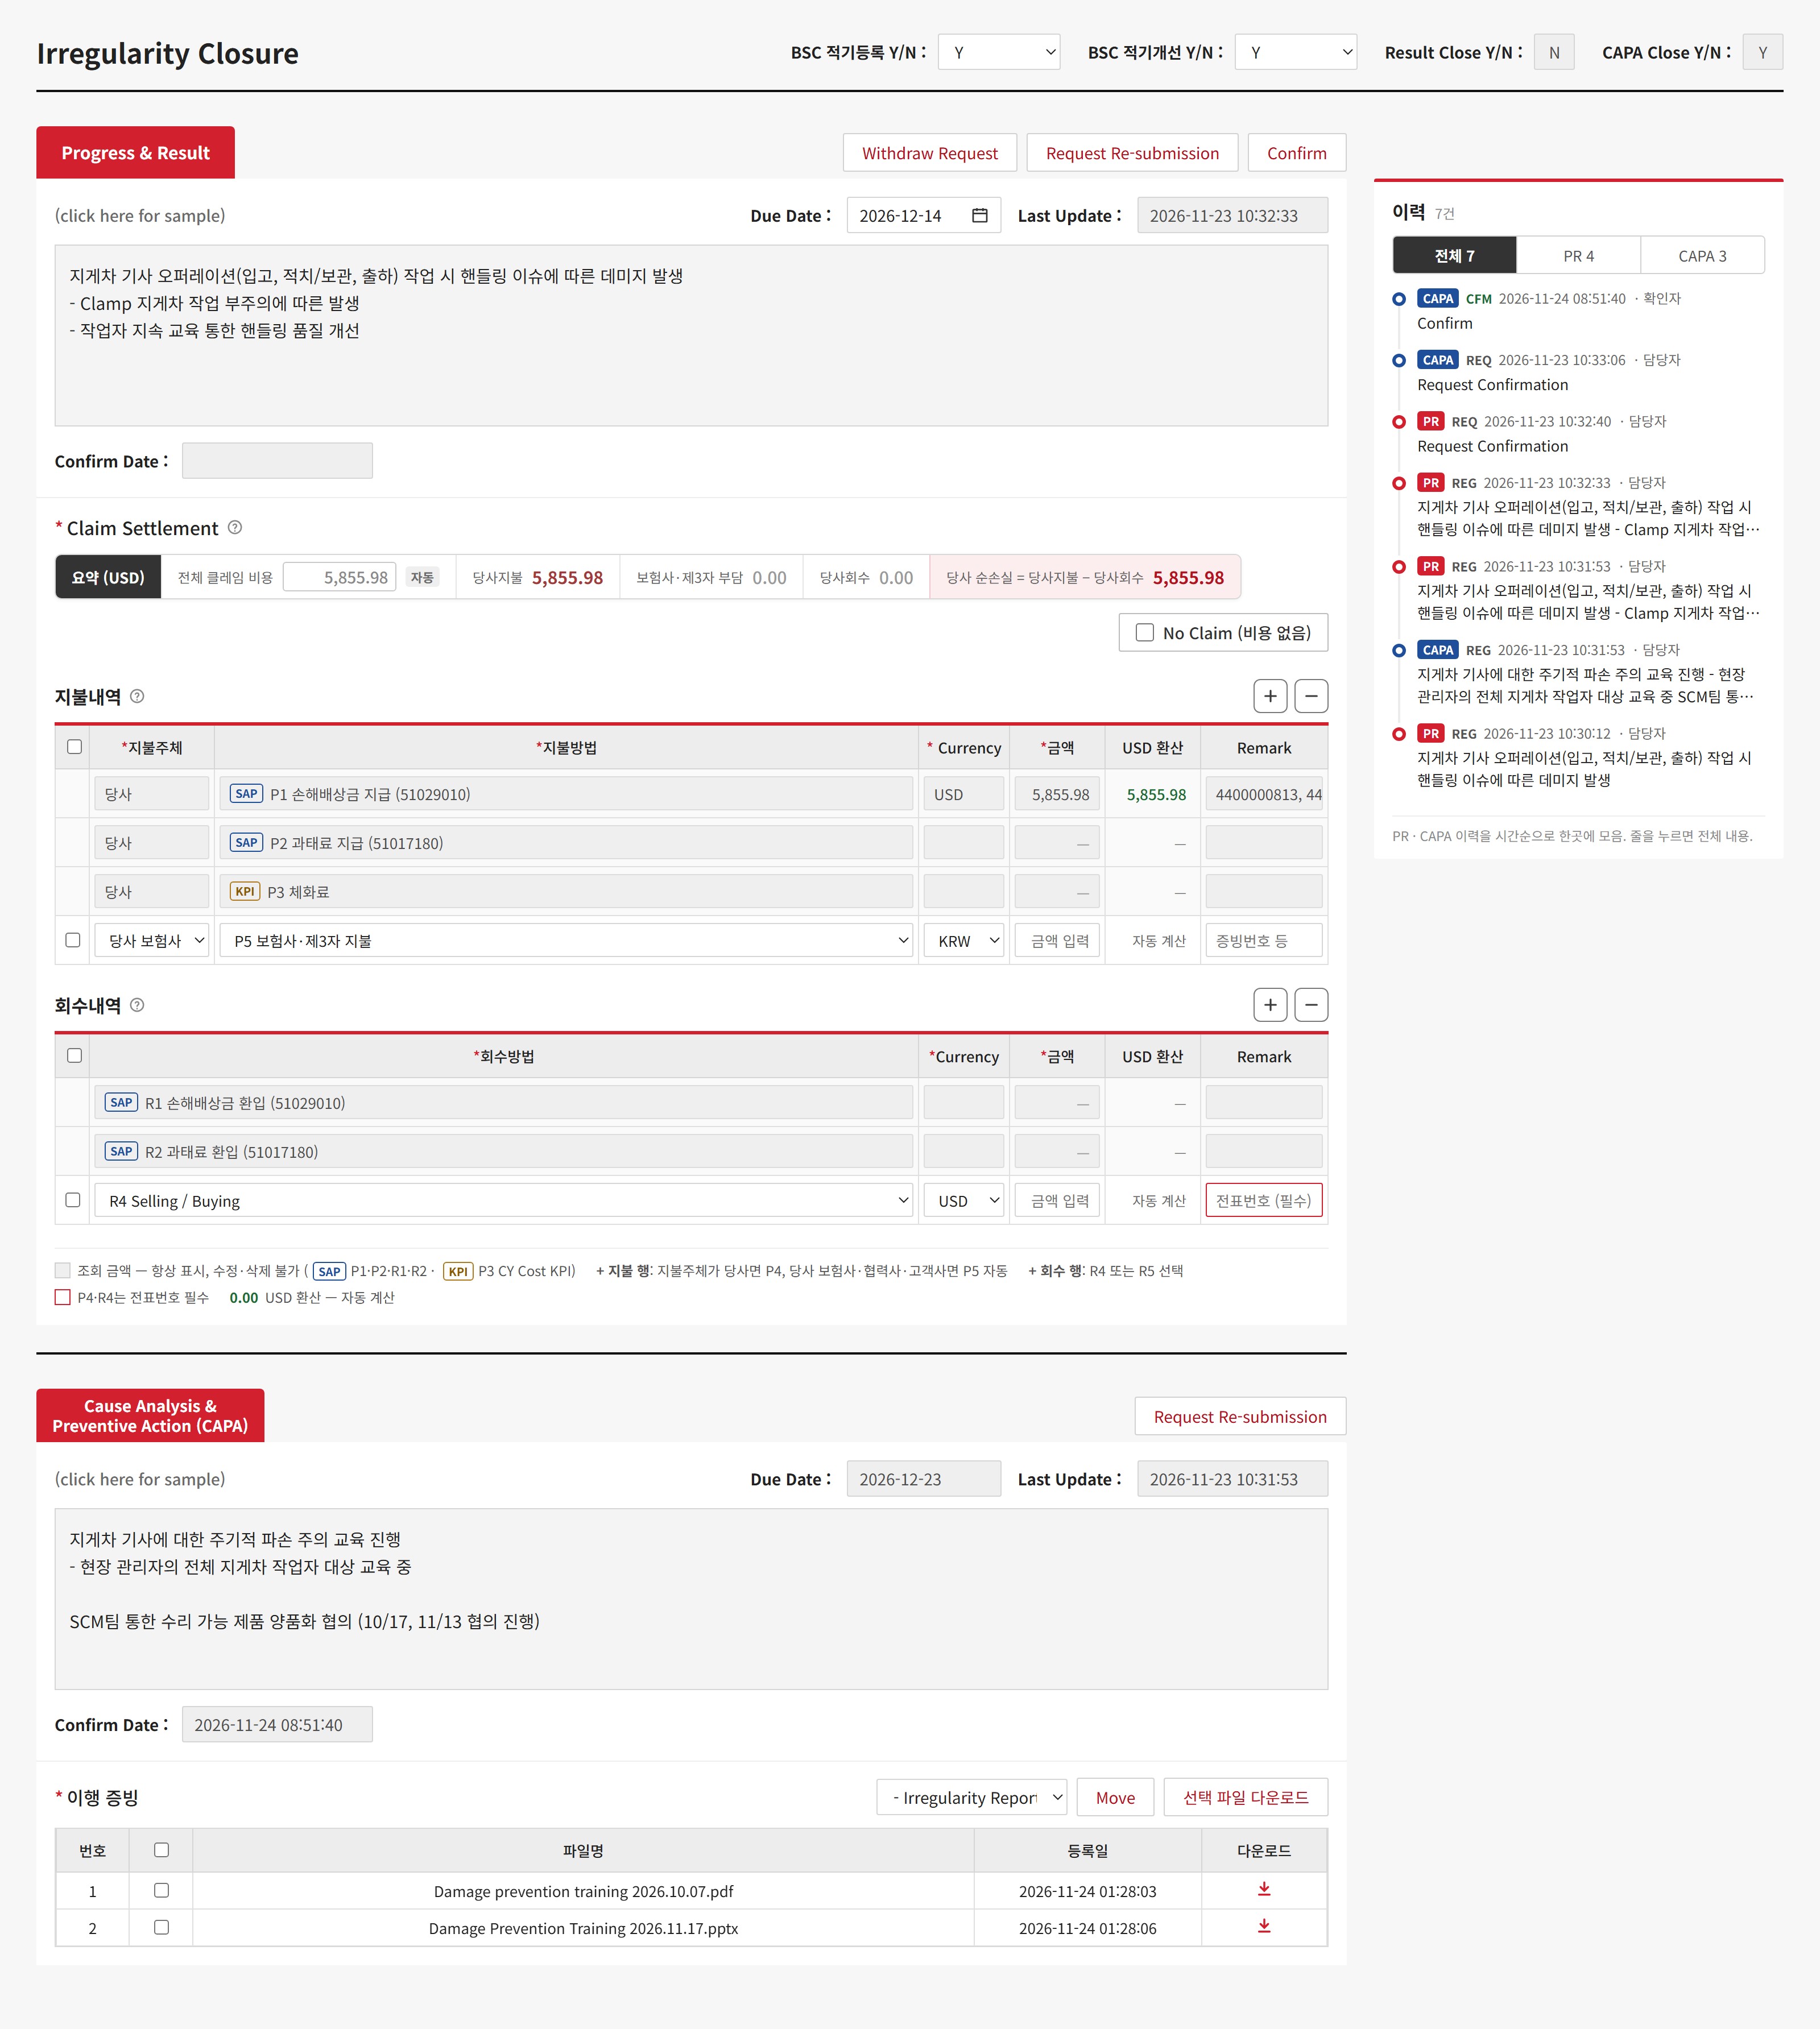 Irregularity Closure
BSC 적기등록 Y/N : Y
BSC 적기개선 Y/N : Y
Result Close Y/N : N
CAPA Close Y/N : Y
Progress & Result
Withdraw Request
Request Re-submission
Confirm
(click here for sample)
Due Date : 2026-12-14
Last Update : 2026-11-23 10:32:33
지게차 기사 오퍼레이션(입고, 적치/보관, 출하) 작업 시 핸들링 이슈에 따른 데미지 발생
- Clamp 지게차 작업 부주의에 따른 발생
- 작업자 지속 교육 통한 핸들링 품질 개선
Confirm Date :
* Claim Settlement ?
요약 (USD) 전체 클레임 비용 5,855.98 자동 당사지불 5,855.98 보험사·제3자 부담 0.00 당사회수 0.00 당사 순손실 = 당사지불 − 당사회수 5,855.98
No Claim (비용 없음)
지불내역 ? + −
*지불주체 *지불방법 * Currency *금액 USD 환산 Remark
당사 SAP P1 손해배상금 지급 (51029010) USD 5,855.98 5,855.98 4400000813, 44
당사 SAP P2 과태료 지급 (51017180) — —
당사 KPI P3 체화료 — —
당사 보험사 P5 보험사·제3자 지불 KRW 금액 입력 자동 계산 증빙번호 등
회수내역 ? + −
*회수방법 *Currency *금액 USD 환산 Remark
SAP R1 손해배상금 환입 (51029010) — —
SAP R2 과태료 환입 (51017180) — —
R4 Selling / Buying USD 금액 입력 자동 계산 전표번호 (필수)
조회 금액 — 항상 표시, 수정·삭제 불가 ( SAP P1·P2·R1·R2 · KPI P3 CY Cost KPI) + 지불 행: 지불주체가 당사면 P4, 당사 보험사·협력사·고객사면 P5 자동 + 회수 행: R4 또는 R5 선택
P4·R4는 전표번호 필수 0.00 USD 환산 — 자동 계산
Cause Analysis &
Preventive Action (CAPA)
Request Re-submission
(click here for sample)
Due Date : 2026-12-23
Last Update : 2026-11-23 10:31:53
지게차 기사에 대한 주기적 파손 주의 교육 진행
- 현장 관리자의 전체 지게차 작업자 대상 교육 중
SCM팀 통한 수리 가능 제품 양품화 협의 (10/17, 11/13 협의 진행)
Confirm Date : 2026-11-24 08:51:40
* 이행 증빙
- Irregularity Repor
Move
선택 파일 다운로드
번호 파일명 등록일 다운로드
1 Damage prevention training 2026.10.07.pdf 2026-11-24 01:28:03
2 Damage Prevention Training 2026.11.17.pptx 2026-11-24 01:28:06
이력 7건
전체 7 PR 4 CAPA 3
CAPA CFM 2026-11-24 08:51:40 · 확인자
Confirm
CAPA REQ 2026-11-23 10:33:06 · 담당자
Request Confirmation
PR REQ 2026-11-23 10:32:40 · 담당자
Request Confirmation
PR REG 2026-11-23 10:32:33 · 담당자
지게차 기사 오퍼레이션(입고, 적치/보관, 출하) 작업 시
핸들링 이슈에 따른 데미지 발생 - Clamp 지게차 작업…
PR REG 2026-11-23 10:31:53 · 담당자
지게차 기사 오퍼레이션(입고, 적치/보관, 출하) 작업 시
핸들링 이슈에 따른 데미지 발생 - Clamp 지게차 작업…
CAPA REG 2026-11-23 10:31:53 · 담당자
지게차 기사에 대한 주기적 파손 주의 교육 진행 - 현장
관리자의 전체 지게차 작업자 대상 교육 중 SCM팀 통…
PR REG 2026-11-23 10:30:12 · 담당자
지게차 기사 오퍼레이션(입고, 적치/보관, 출하) 작업 시
핸들링 이슈에 따른 데미지 발생
PR · CAPA 이력을 시간순으로 한곳에 모음. 줄을 누르면 전체 내용.